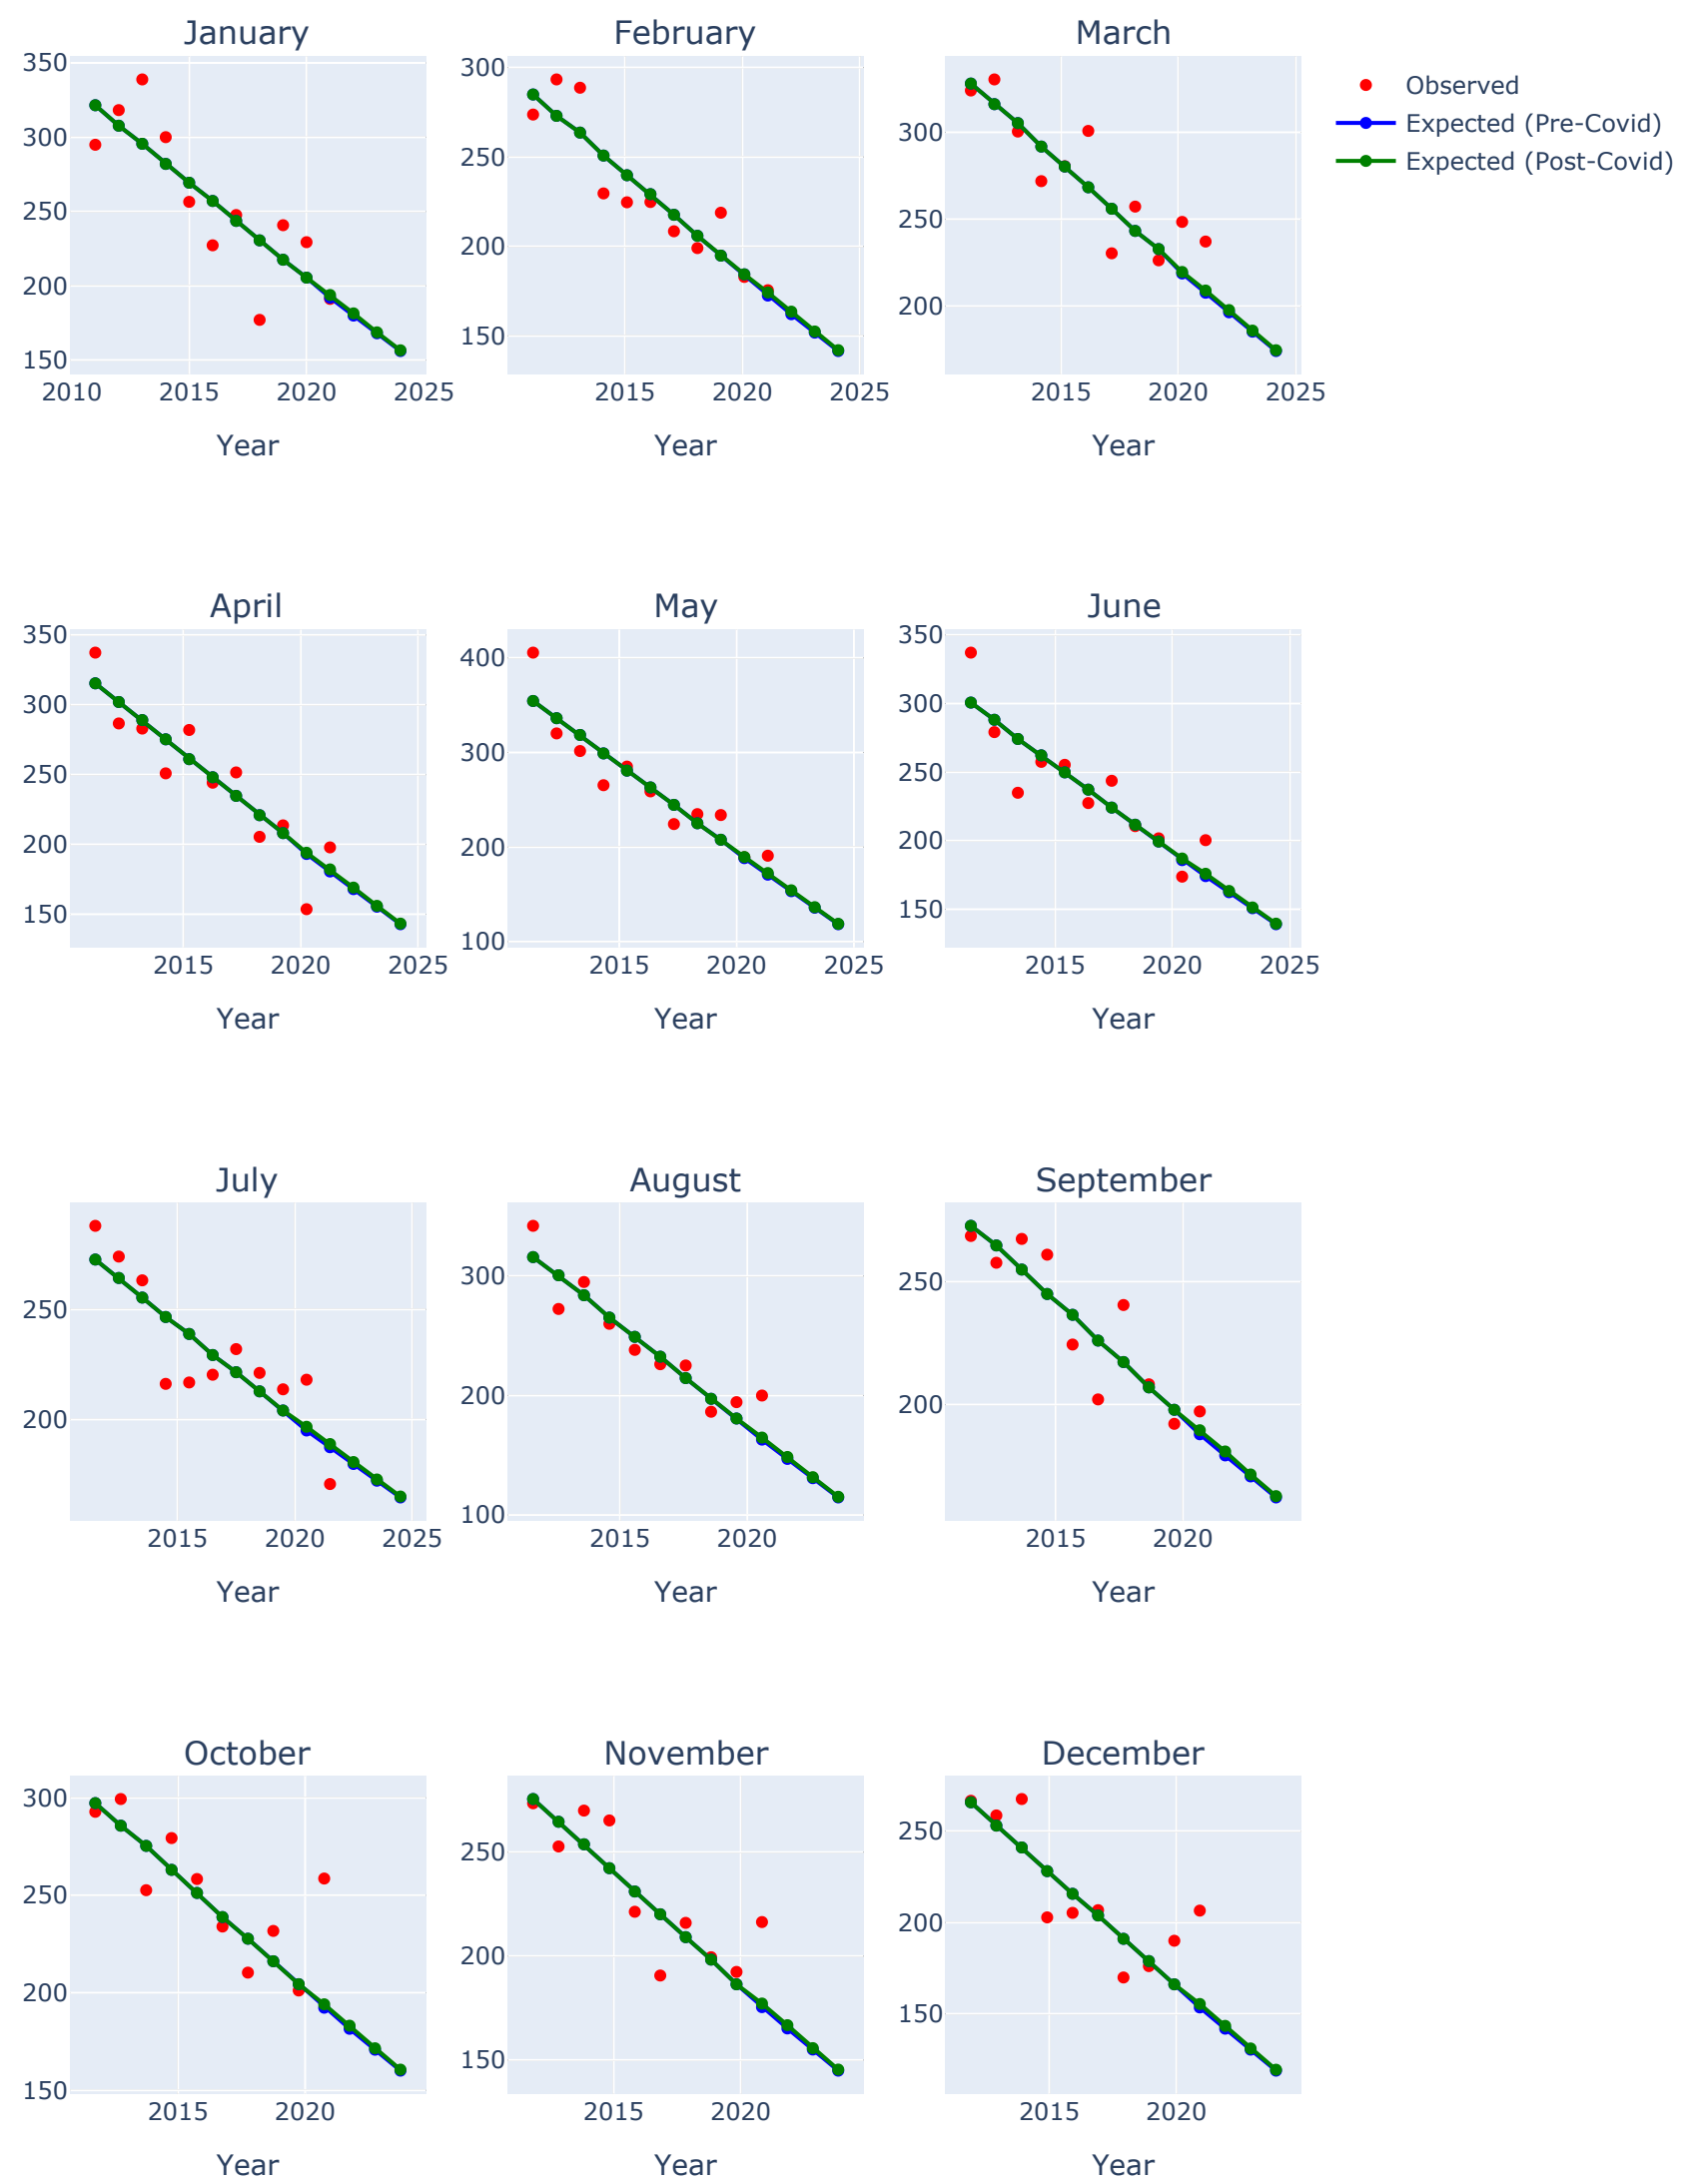 January February March
350
300
250
200
150
2010 2015 2020 2025
Year
300
250
200
150
2015 2020 2025
Year
300
250
200
2015 2020 2025
Year
Observed
Expected (Pre-Covid)
Expected (Post-Covid)
April May June
350
300
250
200
150
2015 2020 2025
Year
400
300
200
100
2015 2020 2025
Year
350
300
250
200
150
2015 2020 2025
Year
July August September
250
200
2015 2020 2025
Year
300
200
100
2015 2020
Year
250
200
2015 2020
Year
October November December
300
250
200
150
2015 2020
Year
250
200
150
2015 2020
Year
250
200
150
2015 2020
Year